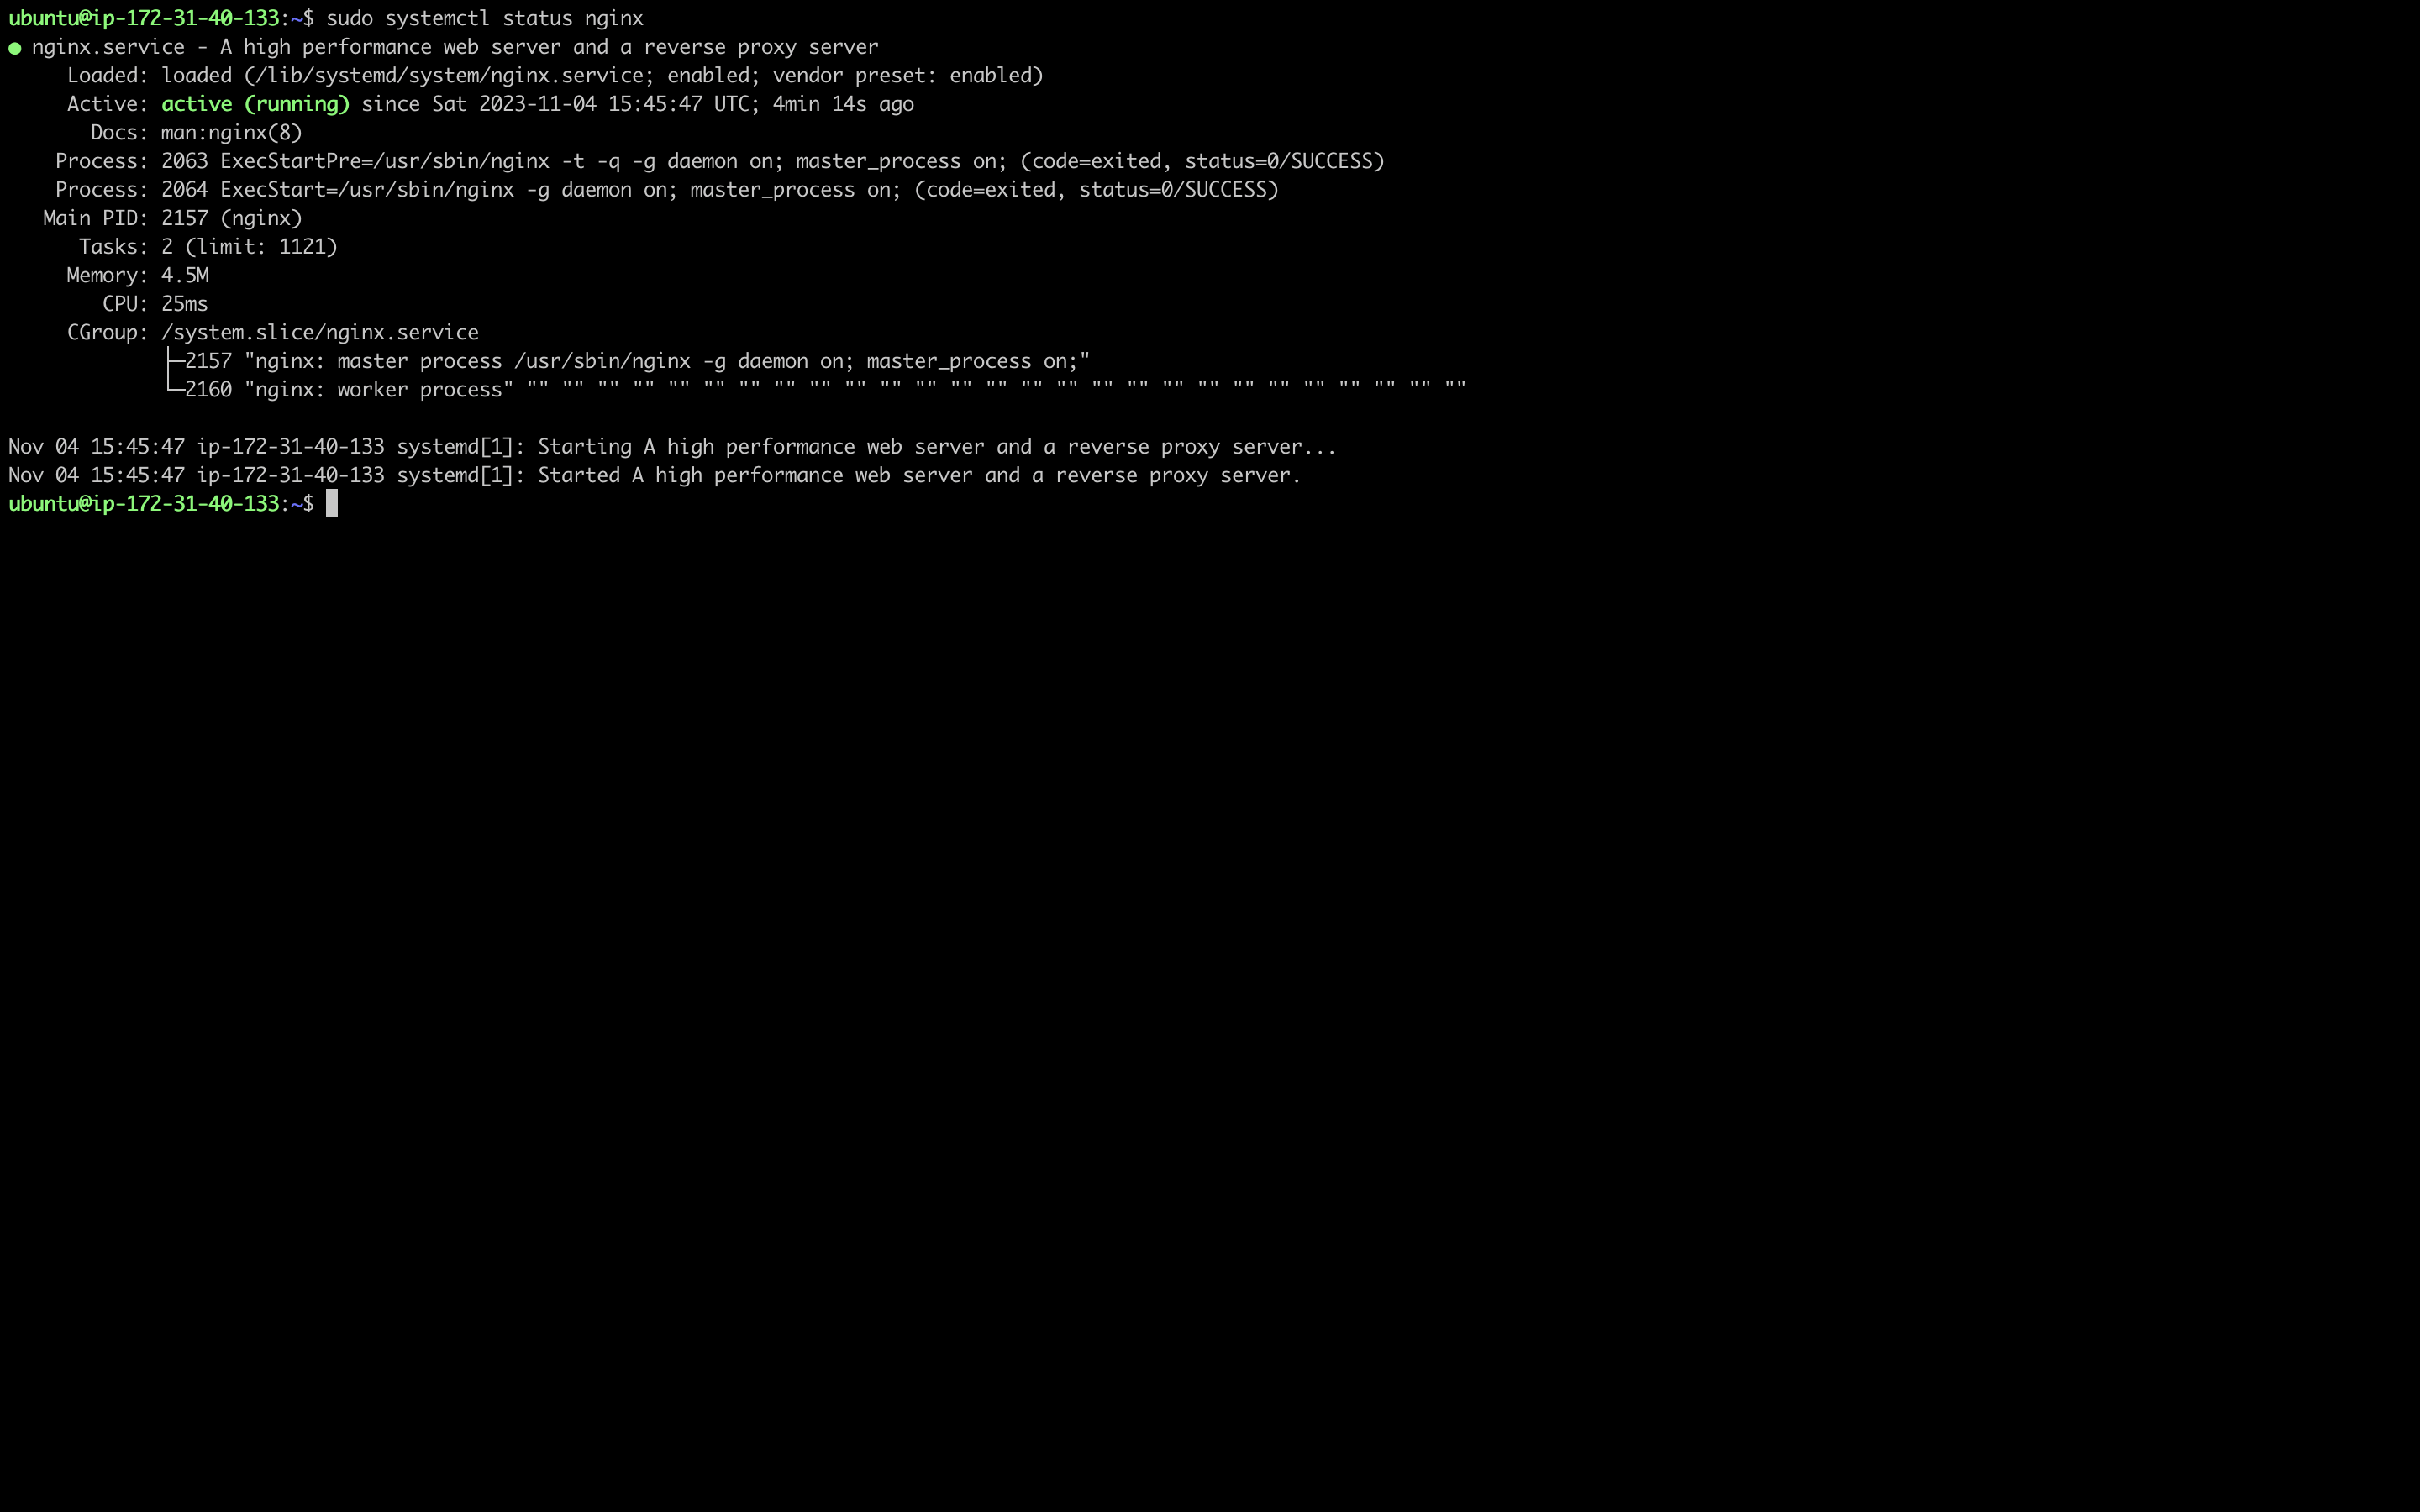 ubuntu@ip-172-31-40-133:~$ sudo systemctl status nginx
● nginx.service - A high performance web server and a reverse proxy server
     Loaded: loaded (/lib/systemd/system/nginx.service; enabled; vendor preset: enabled)
     Active: active (running) since Sat 2023-11-04 15:45:47 UTC; 4min 14s ago
       Docs: man:nginx(8)
    Process: 2063 ExecStartPre=/usr/sbin/nginx -t -q -g daemon on; master_process on; (code=exited, status=0/SUCCESS)
    Process: 2064 ExecStart=/usr/sbin/nginx -g daemon on; master_process on; (code=exited, status=0/SUCCESS)
   Main PID: 2157 (nginx)
      Tasks: 2 (limit: 1121)
     Memory: 4.5M
        CPU: 25ms
     CGroup: /system.slice/nginx.service
             ├─2157 "nginx: master process /usr/sbin/nginx -g daemon on; master_process on;"
             └─2160 "nginx: worker process" "" "" "" "" "" "" "" "" "" "" "" "" "" "" "" "" "" "" "" "" "" "" "" "" "" "" ""

Nov 04 15:45:47 ip-172-31-40-133 systemd[1]: Starting A high performance web server and a reverse proxy server...
Nov 04 15:45:47 ip-172-31-40-133 systemd[1]: Started A high performance web server and a reverse proxy server.
ubuntu@ip-172-31-40-133:~$